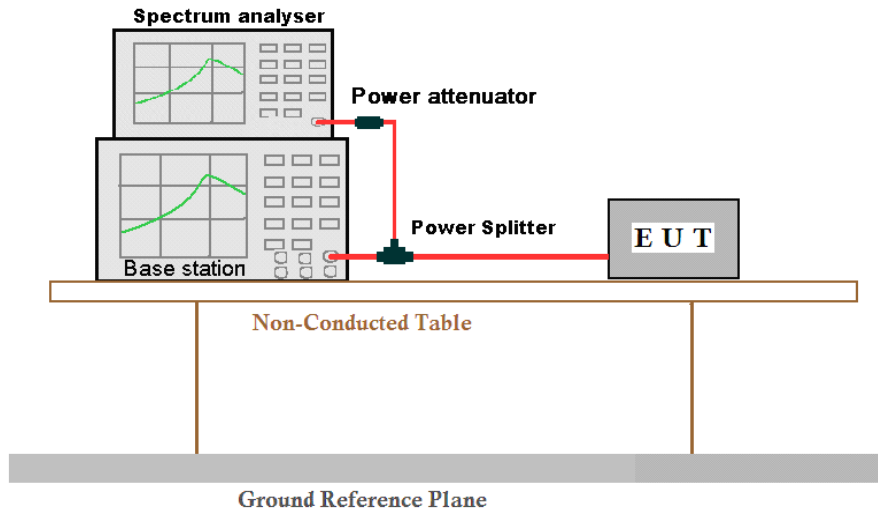 Spectrum analyser
Power attenuator
Power Splitter
E U T
Base station
Non-Conducted Table
Ground Reference Plane